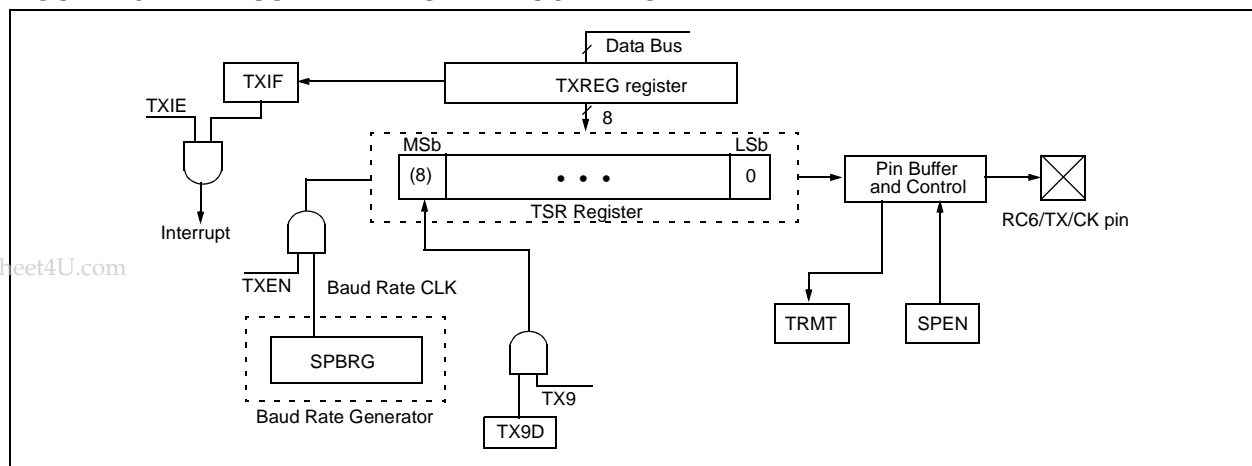 Data Bus
TXIF
TXREG register
TXIE
8
MSb
LSb
(8)
• • •
0
Pin Buffer
and Control
TSR Register
Interrupt
RC6/TX/CK pin
heet4U.com
TXEN
Baud Rate CLK
TRMT
SPEN
SPBRG
TX9
Baud Rate Generator
TX9D